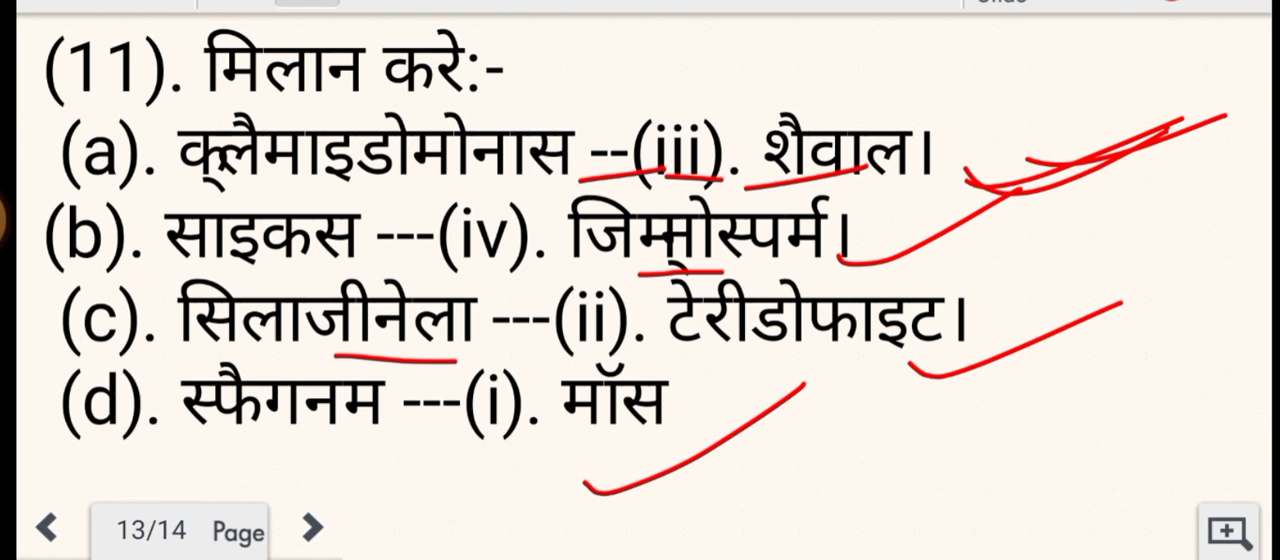 (11). मिलान करे:-
(a). क्लैमाइडोमोनास --(iii). शैवाल।
(b). साइकस ---(iv). जिम्नोस्पर्म।
(c). सिलाजीनेला ---(ii). टेरीडोफाइट।
(d). स्फैगनम ---(i). मॉस
13/14 Page